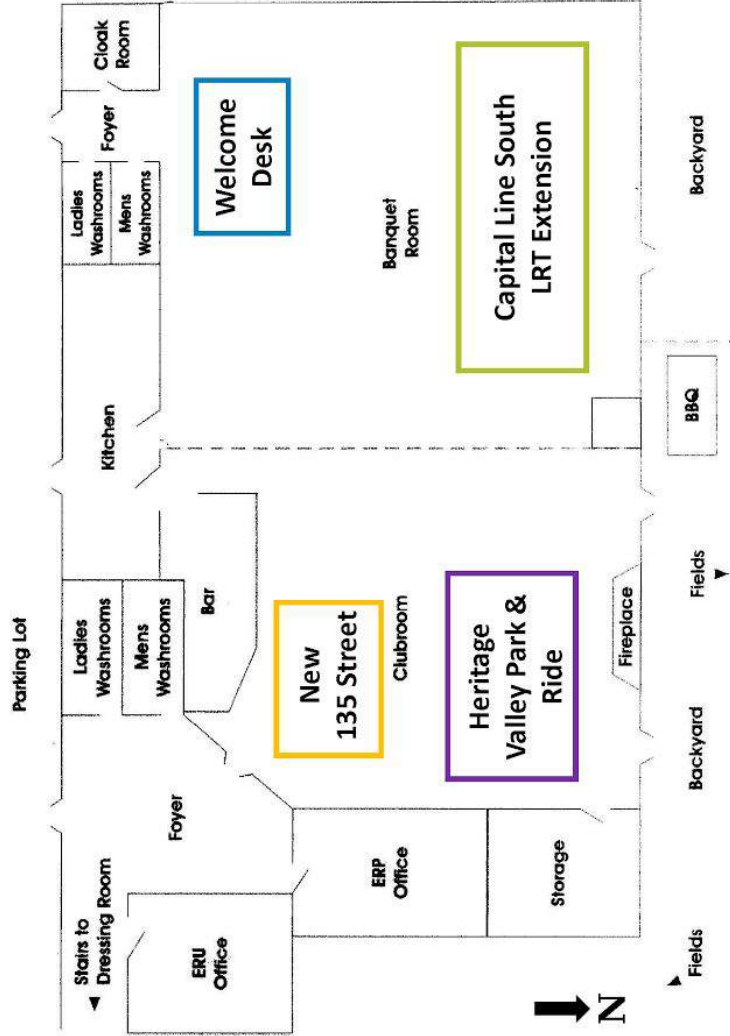 Parking Lot
Stairs to
Dressing Room
Ladies
Washrooms
Mens
Washrooms
Kitchen
Ladies
Washrooms
Mens
Washrooms
Foyer
Cloak
Room
Foyer
Bar
ERU
Office
Welcome
Desk
New
135 Street
ERP
Office
Clubroom
Banquet
Room
Heritage
Valley Park &
Ride
Capital Line South
LRT Extension
Storage
Fireplace
BBQ
N
Fields
Backyard
Fields
Backyard